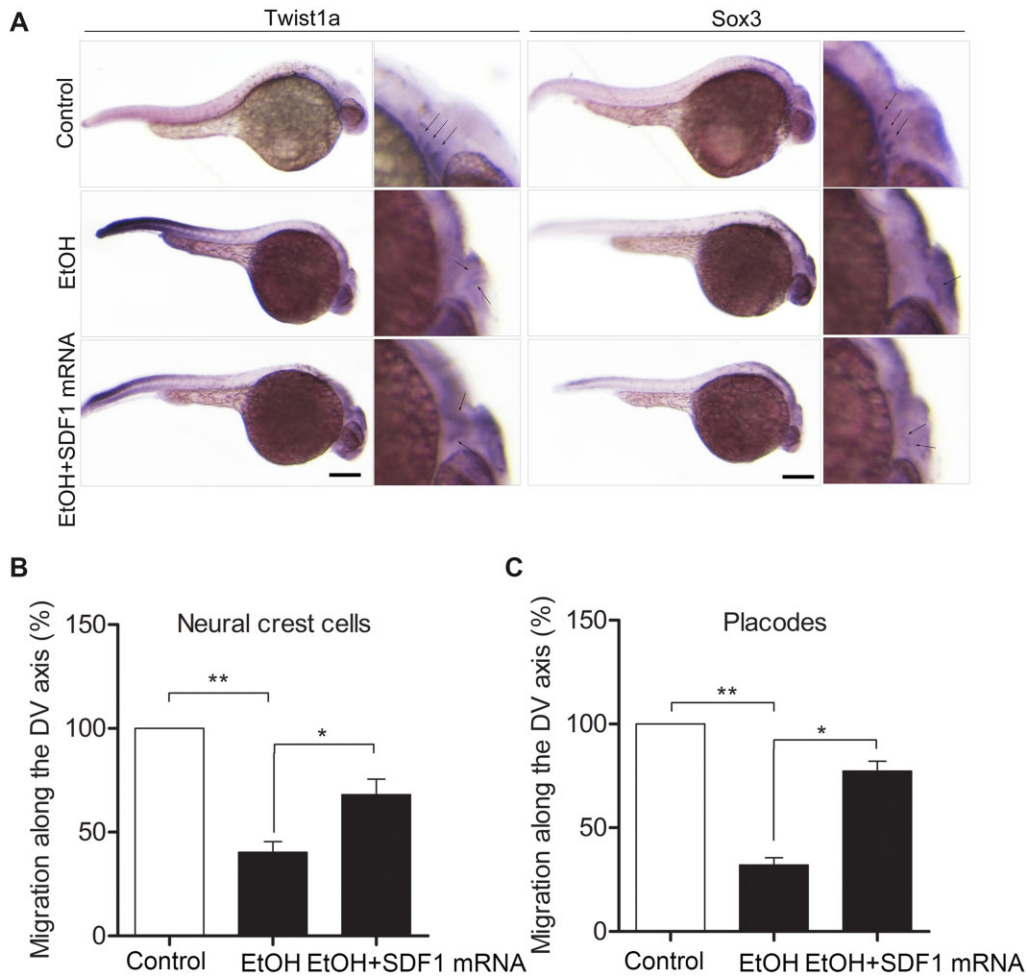 A
Twist1a
Sox3
Control
EtOH
EtOH+SDF1 mRNA
B
Migration along the DV axis (%)
150
100
50
0
Neural crest cells
**
*
Control
EtOH
EtOH+SDF1 mRNA
C
Migration along the DV axis (%)
150
100
50
0
Placodes
**
*
Control
EtOH
EtOH+SDF1 mRNA